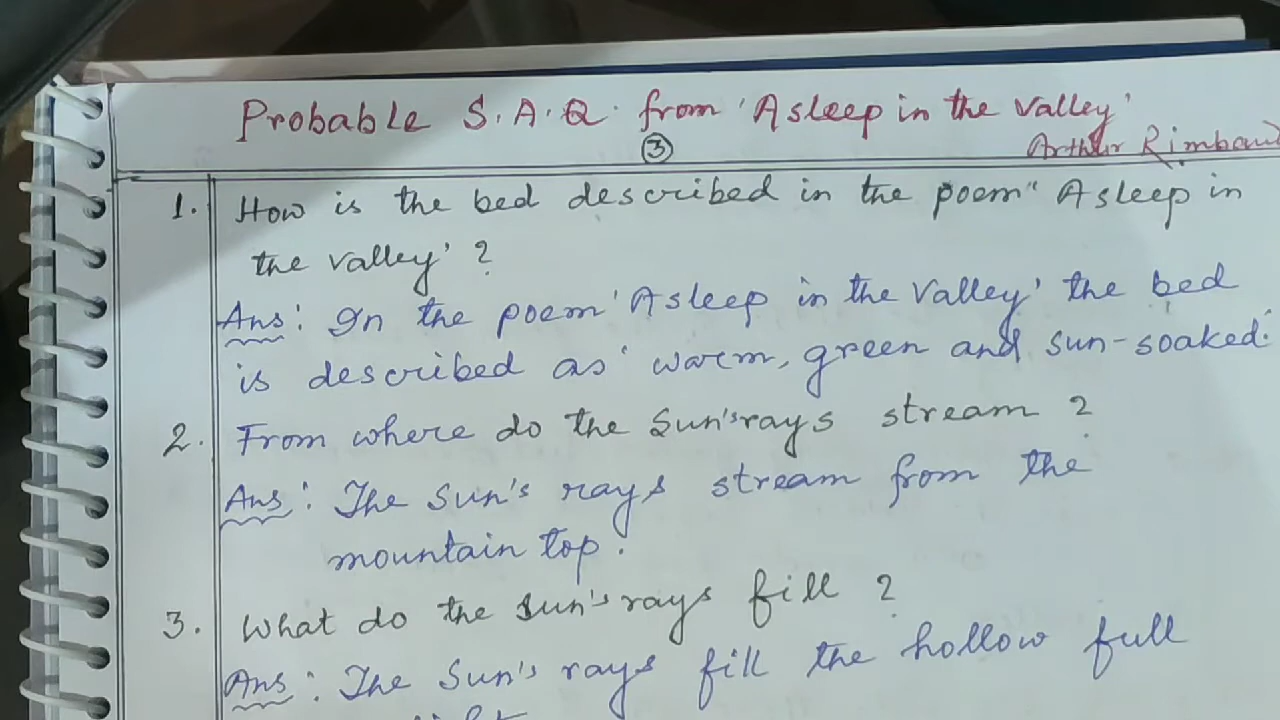 Probable S.A.Q. from 'Asleep in the Valley'
③
Arthur Rimbaud
1. How is the bed described in the poem "Asleep in
the Valley' ?
Ans: In the poem 'Asleep in the Valley' the bed
is described as 'warm, green and sun-soaked.'
2. From where do the Sun's rays stream ?
Ans: The Sun's rays stream from the
mountain top.
3. What do the Sun's rays fill ?
Ans: The Sun's rays fill the hollow full